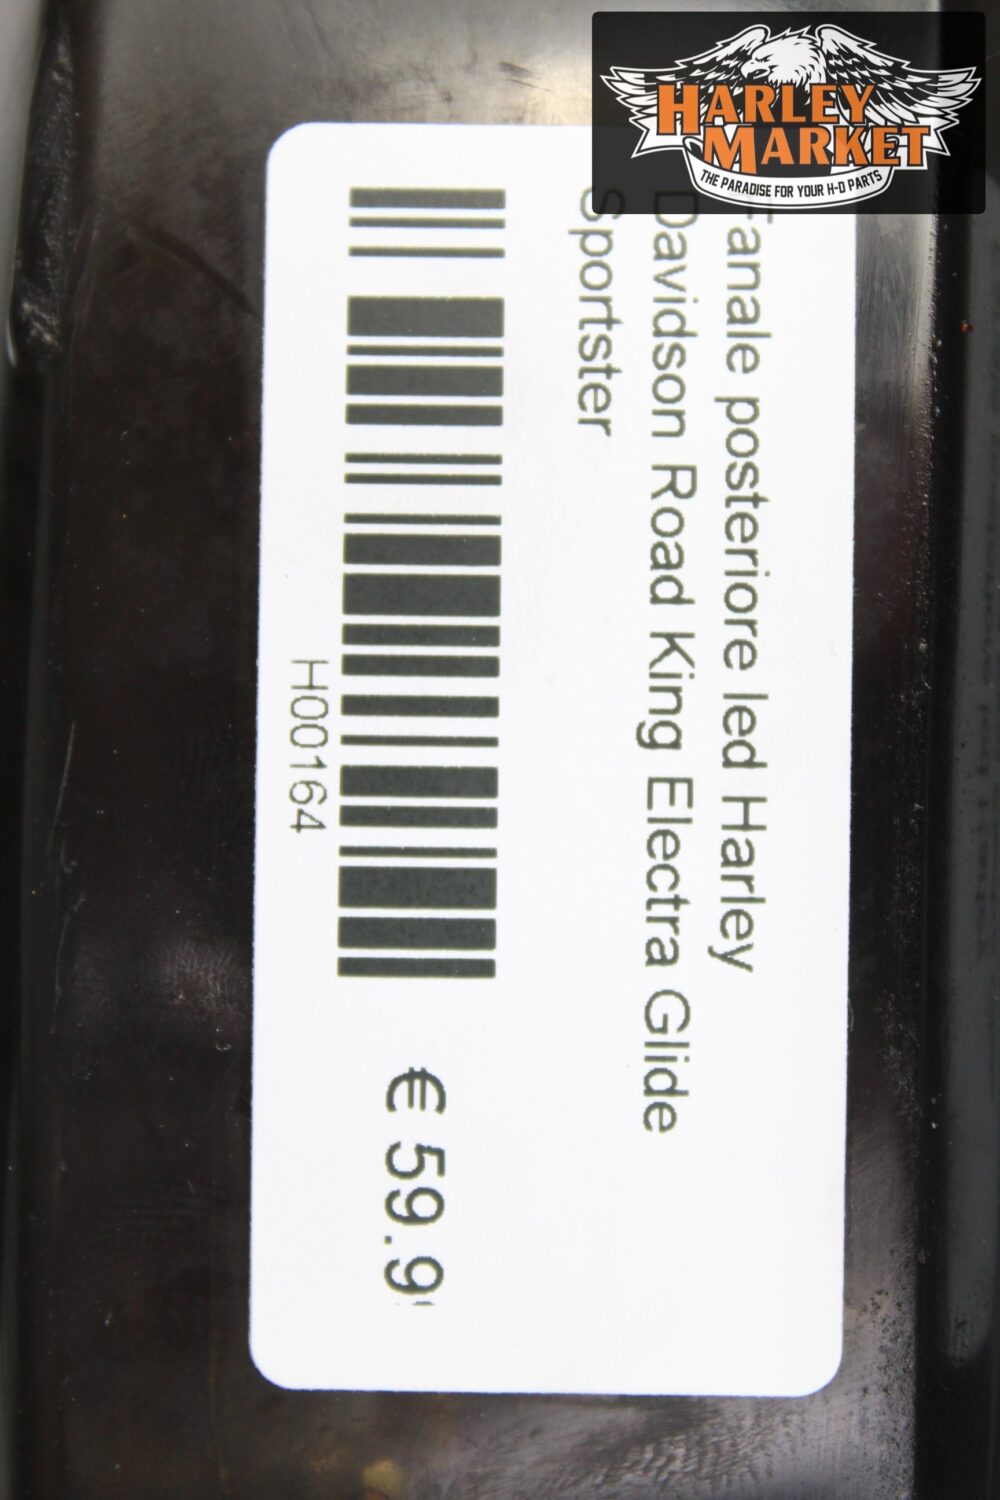 HARLEY
MARKET
THE PARADISE FOR YOUR H-D PARTS
Fanale posteriore led Harley
Davidson Road King Electra Glide
Sportster
H00164
€ 59.9